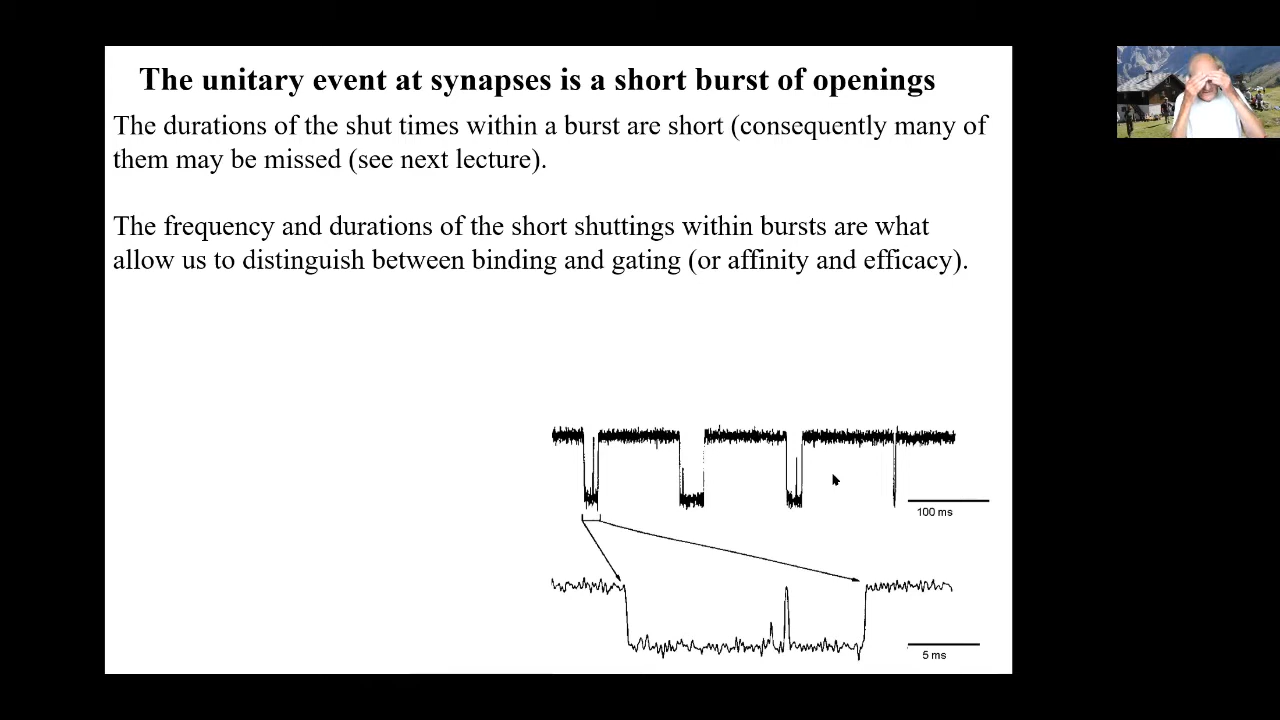 The unitary event at synapses is a short burst of openings
The durations of the shut times within a burst are short (consequently many of
them may be missed (see next lecture).
The frequency and durations of the short shuttings within bursts are what
allow us to distinguish between binding and gating (or affinity and efficacy).
100 ms
5 ms